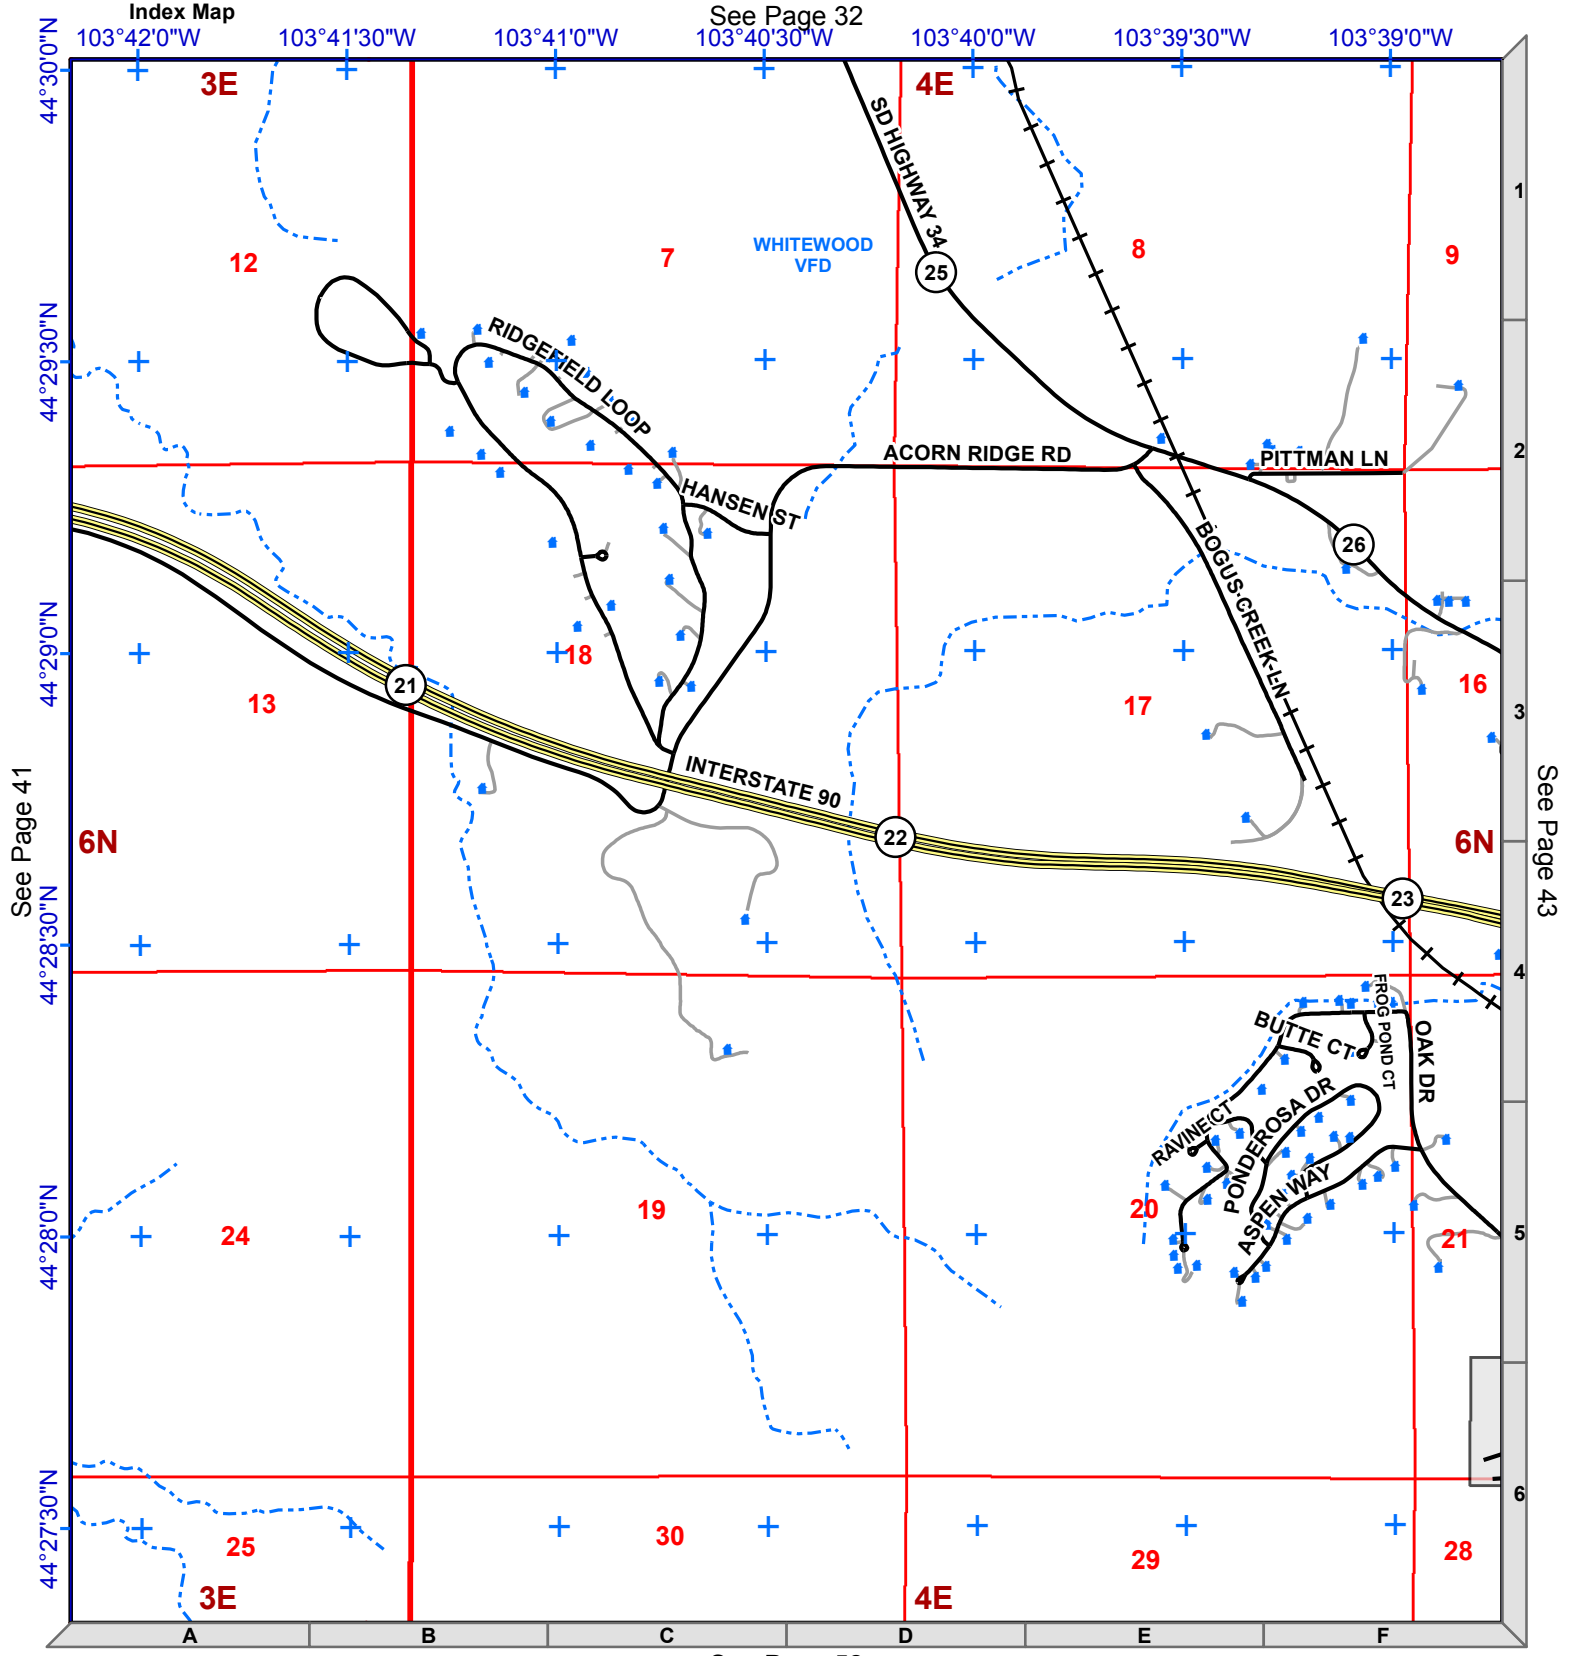 Index Map
See Page 32
103°42'0"W 103°41'30"W 103°41'0"W 103°40'30"W 103°40'0"W 103°39'30"W 103°39'0"W
44°30'0"N
3E
4E
1
SD HIGHWAY 34
12
7
WHITEWOOD
VFD
8
9
25
44°29'30"N
RIDGEFIELD LOOP
2
ACORN RIDGE RD
PITTMAN LN
HANSEN ST
26
BOGUS CREEK LN
44°29'0"N
18
21
13
17
16
3
INTERSTATE 90
See Page 41
See Page 43
6N
22
6N
23
44°28'30"N
4
FROG POND CT
BUTTE CT
OAK DR
PONDEROSA DR
RAVINE CT
ASPEN WAY
44°28'0"N
24
19
20
21
5
44°27'30"N
6
25
30
29
28
3E
4E
A B C D E F